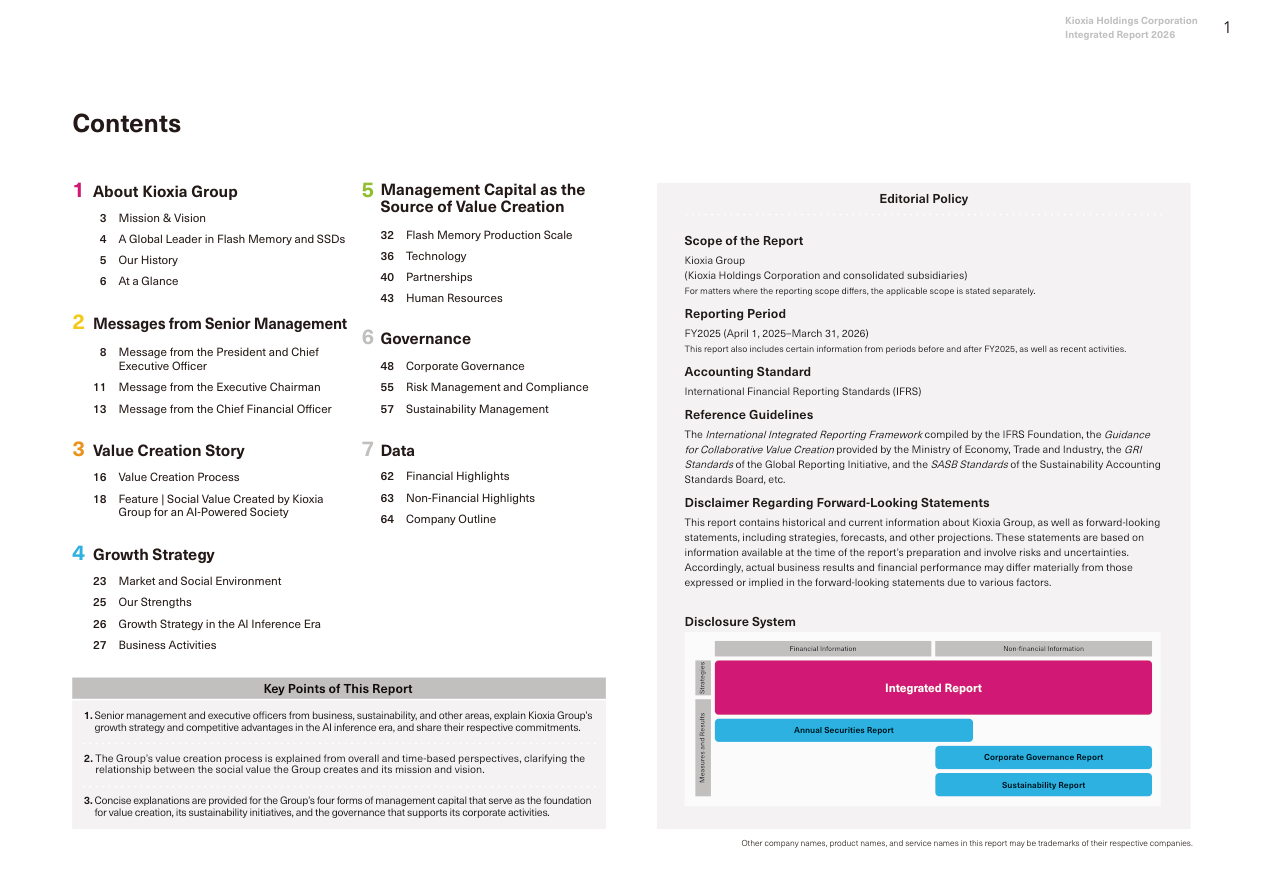 Kioxia Holdings Corporation
Integrated Report 2026
1
Contents
1 About Kioxia Group
3 Mission & Vision
4 A Global Leader in Flash Memory and SSDs
5 Our History
6 At a Glance
2 Messages from Senior Management
8 Message from the President and Chief
Executive Officer
11 Message from the Executive Chairman
13 Message from the Chief Financial Officer
3 Value Creation Story
16 Value Creation Process
18 Feature | Social Value Created by Kioxia
Group for an AI-Powered Society
4 Growth Strategy
23 Market and Social Environment
25 Our Strengths
26 Growth Strategy in the AI Inference Era
27 Business Activities
5 Management Capital as the
Source of Value Creation
32 Flash Memory Production Scale
36 Technology
40 Partnerships
43 Human Resources
6 Governance
48 Corporate Governance
55 Risk Management and Compliance
57 Sustainability Management
7 Data
62 Financial Highlights
63 Non-Financial Highlights
64 Company Outline
Key Points of This Report
1. Senior management and executive officers from business, sustainability, and other areas, explain Kioxia Group's
growth strategy and competitive advantages in the AI inference era, and share their respective commitments.
2. The Group's value creation process is explained from overall and time-based perspectives, clarifying the
relationship between the social value the Group creates and its mission and vision.
3. Concise explanations are provided for the Group's four forms of management capital that serve as the foundation
for value creation, its sustainability initiatives, and the governance that supports its corporate activities.
Editorial Policy
Scope of the Report
Kioxia Group
(Kioxia Holdings Corporation and consolidated subsidiaries)
For matters where the reporting scope differs, the applicable scope is stated separately.
Reporting Period
FY2025 (April 1, 2025–March 31, 2026)
This report also includes certain information from periods before and after FY2025, as well as recent activities.
Accounting Standard
International Financial Reporting Standards (IFRS)
Reference Guidelines
The International Integrated Reporting Framework compiled by the IFRS Foundation, the Guidance
for Collaborative Value Creation provided by the Ministry of Economy, Trade and Industry, the GRI
Standards of the Global Reporting Initiative, and the SASB Standards of the Sustainability Accounting
Standards Board, etc.
Disclaimer Regarding Forward-Looking Statements
This report contains historical and current information about Kioxia Group, as well as forward-looking
statements, including strategies, forecasts, and other projections. These statements are based on
information available at the time of the report's preparation and involve risks and uncertainties.
Accordingly, actual business results and financial performance may differ materially from those
expressed or implied in the forward-looking statements due to various factors.
Disclosure System
Financial Information
Non-financial Information
Strategies
Integrated Report
Measures and Results
Annual Securities Report
Corporate Governance Report
Sustainability Report
Other company names, product names, and service names in this report may be trademarks of their respective companies.